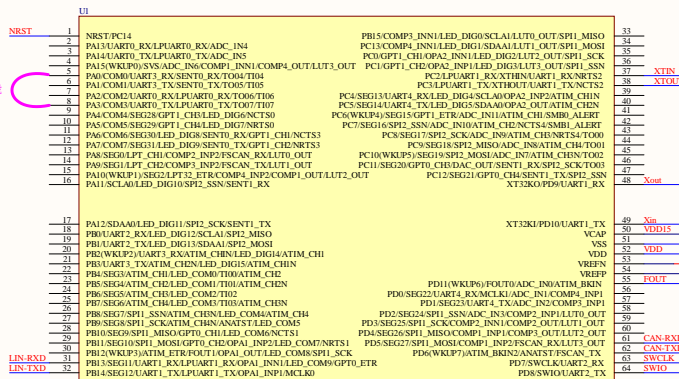 U1
NRST 1 NRST/PC14 PB15/COMP3_INN1/LED_DIG0/SCLA1/LUT0_OUT/SPI1_MISO 33
2 PA13/UART0_RX/LPUART0_RX/ADC_1N4 PC13/COMP4_INN1/LED_DIG1/SDAA1/LUT1_OUT/SPI1_MOSI 34
3 PA14/UART0_TX/LPUART0_TX/ADC_IN5 PC0/GPT1_CH1/OPA2_INN1/LED_DIG2/LUT2_OUT/SPI1_SCK 35
4 PA15(WKUP0)/SVS/ADC_IN6/COMP1_INN1/COMP4_OUT/LUT3_OUT PC1/GPT1_CH2/OPA2_INP1/LED_DIG3/LUT3_OUT/SPI1_SSN 36
5 PA0/COM0/UART3_RX/SENT0_RX/TO04/TI04 PC2/LPUART1_RX/XTHIN/UART1_RX/NRTS2 37 XTIN
6 PA1/COM1/UART3_TX/SENT0_TX/TO05/TI05 PC3/LPUART1_TX/XTHOUT/UART1_TX/NCTS2 38 XTOU
7 PA2/COM2/UART0_RX/LPUART0_RX/TO06/TI06 PC4/SEG13/UART4_RX/LED_DIG4/SCLA0/OPA2_INP2/ATIM_CH1N 39
8 PA3/COM3/UART0_TX/LPUART0_TX/TO07/TI07 PC5/SEG14/UART4_TX/LED_DIG5/SDAA0/OPA2_OUT/ATIM_CH2N 40
9 PA4/COM4/SEG28/GPT1_CH3/LED_DIG6/NCTS0 PC6(WKUP4)/SEG15/GPT1_ETR/ADC_IN11/ATIM_CH1/SMB0_ALERT 41
10 PA5/COM5/SEG29/GPT1_CH4/LED_DIG7/NRTS0 PC7/SEG16/SPI2_SSN/ADC_IN10/ATIM_CH2/NCTS4/SMB1_ALERT 42
11 PA6/COM6/SEG30/LED_DIG8/SENT0_RX/GPT1_CH1/NCTS3 PC8/SEG17/SPI2_SCK/ADC_IN9/ATIM_CH3/NRTS4/TO00 43
12 PA7/COM7/SEG31/LED_DIG9/SENT0_TX/GPT1_CH2/NRTS3 PC9/SEG18/SPI2_MISO/ADC_IN8/ATIM_CH4/TO01 44
13 PA8/SEG0/LPT_CH1/COMP2_INP3/FSCAN_RX/LUT0_OUT PC10(WKUP5)/SEG19/SPI2_MOSI/ADC_IN7/ATIM_CH3N/TO02 45
14 PA9/SEG1/LPT_CH2/COMP3_INP2/FSCAN_TX/LUT1_OUT PC11/SEG20/GPT0_CH3/DAC_OUT/SENT1_RX/SPI2_SCK/TO03 46
15 PA10(WKUP1)/SEG2/LPT32_ETR/COMP4_INP2/COMP1_OUT/LUT2_OUT PC12/SEG21/GPT0_CH4/SENT1_TX/SPI2_SSN 47
16 PA11/SCLA0/LED_DIG10/SPI2_SSN/SENT1_RX XT32KO/PD9/UART1_RX 48 Xout
17 PA12/SDAA0/LED_DIG11/SPI2_SCK/SENT1_TX XT32KI/PD10/UART1_TX 49 Xin
18 PB0/UART2_RX/LED_DIG12/SCLA1/SPI2_MISO VCAP 50 VDD15
19 PB1/UART2_TX/LED_DIG13/SDAA1/SPI2_MOSI VSS 51
20 PB2(WKUP2)/UART3_RX/ATIM_CHIN/LED_DIG14/ATIM_CH1 VDD 52 VDD
21 PB3/UART3_TX/ATIM_CH2N/LED_DIG15/ATIM_CH1N VREFN 53
22 PB4/SEG3/ATIM_CH1/LED_COM0/TI00/ATIM_CH2 VREFP 54
23 PB5/SEG4/ATIM_CH2/LED_COM1/TI01/ATIM_CH2N PD11(WKUP6)/FOUT0/ADC_IN0/ATIM_BKIN 55 FOUT
24 PB6/SEG5/ATIM_CH3/LED_COM2/TI02 PD0/SEG22/UART4_RX/MCLKI/ADC_IN1/COMP4_INP1 56
25 PB7/SEG6/ATIM_CH4/LED_COM3/TI03/ATIM_CH3N PD1/SEG23/UART4_TX/ADC_IN2/COMP3_INP1 57
26 PB8/SEG7/SPI1_SSN/ATIM_CH3N/LED_COM4/ATIM_CH4 PD2/SEG24/SPI1_SSN/ADC_IN3/COMP2_INP1/LUT0_OUT 58
27 PB9/SEG8/SPI1_SCK/ATIM_CH4N/ANATST/LED_COM5 PD3/SEG25/SPI1_SCK/COMP2_INN1/COMP2_OUT/LUT1_OUT 59
28 PB10/SEG9/SPI1_MISO/GPT0_CH1/LED_COM6/NCTS1 PD4/SEG26/SPI1_MISO/COMP1_INP1/COMP3_OUT/LUT2_OUT 60
29 PB11/SEG10/SPI1_MOSI/GPT0_CH2/OPA1_INP2/LED_COM7/NRTS1 PD5/SEG27/SPI1_MOSI/COMP1_INP2/FSCAN_RX/LUT3_OUT 61 CAN-RX
30 PB12(WKUP3)/ATIM_ETR/FOUT1/OPA1_OUT/LED_COM8/SPI1_SCK PD6(WKUP7)/ATIM_BKIN2/ANATST/FSCAN_TX 62 CAN-TX
LIN-RXD 31 PB13/SEG11/UART1_RX/LPUART1_RX/OPA1_INN1/LED_COM9/GPT0_ETR PD7/SWCLK/UART2_RX 63 SWCLK
LIN-TXD 32 PB14/SEG12/UART1_TX/LPUART1_TX/OPA1_INP1/MCLK0 PD8/SWIO/UART2_TX 64 SWIO